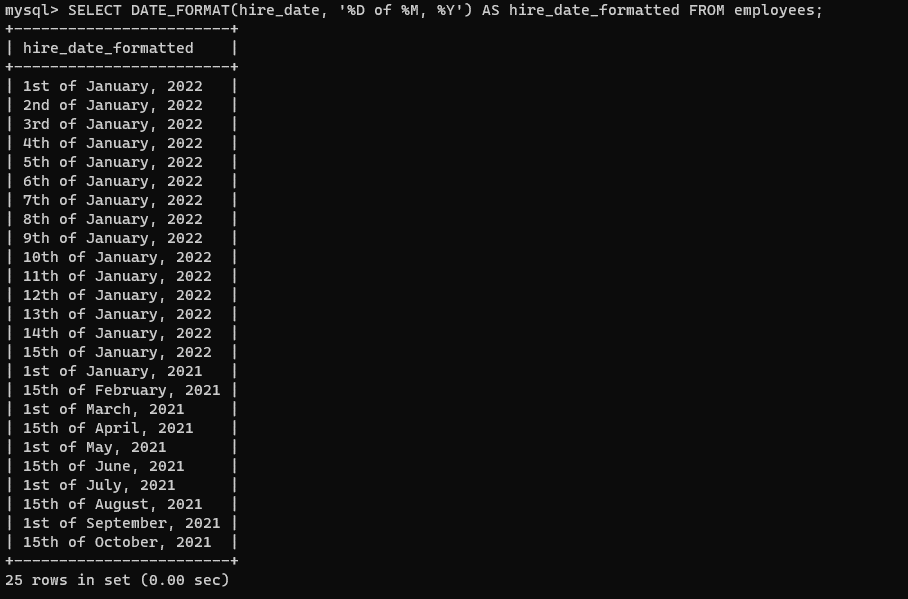 mysql> SELECT DATE_FORMAT(hire_date, '%D of %M, %Y') AS hire_date_formatted FROM employees;
+------------------------+
| hire_date_formatted    |
+------------------------+
| 1st of January, 2022   |
| 2nd of January, 2022   |
| 3rd of January, 2022   |
| 4th of January, 2022   |
| 5th of January, 2022   |
| 6th of January, 2022   |
| 7th of January, 2022   |
| 8th of January, 2022   |
| 9th of January, 2022   |
| 10th of January, 2022  |
| 11th of January, 2022  |
| 12th of January, 2022  |
| 13th of January, 2022  |
| 14th of January, 2022  |
| 15th of January, 2022  |
| 1st of January, 2021   |
| 15th of February, 2021 |
| 1st of March, 2021     |
| 15th of April, 2021    |
| 1st of May, 2021       |
| 15th of June, 2021     |
| 1st of July, 2021      |
| 15th of August, 2021   |
| 1st of September, 2021 |
| 15th of October, 2021  |
+------------------------+
25 rows in set (0.00 sec)